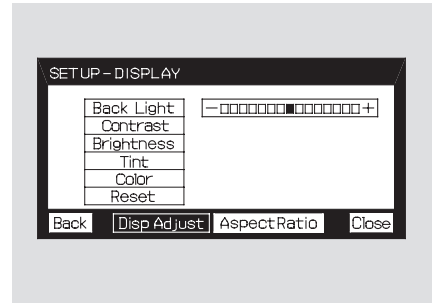 SETUP-DISPLAY
Back Light − +
Contrast
Brightness
Tint
Color
Reset
Back Disp Adjust AspectRatio Close